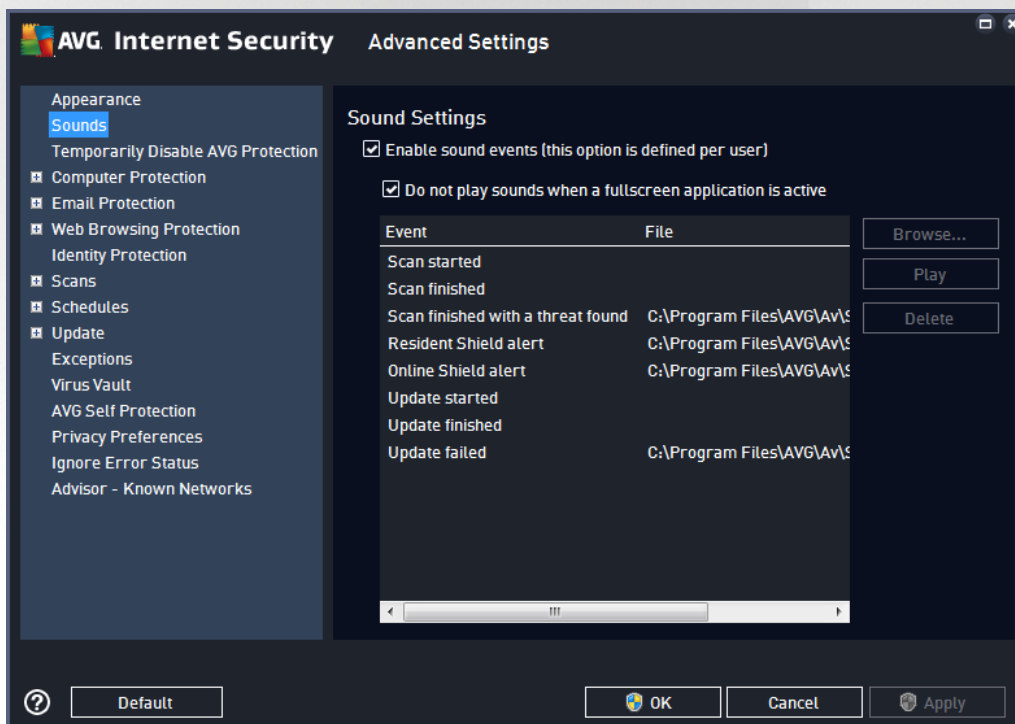 AVG. Internet Security Advanced Settings
Appearance
Sounds
Temporarily Disable AVG Protection
Computer Protection
Email Protection
Web Browsing Protection
Identity Protection
Scans
Schedules
Update
Exceptions
Virus Vault
AVG Self Protection
Privacy Preferences
Ignore Error Status
Advisor - Known Networks
Sound Settings
Enable sound events (this option is defined per user)
Do not play sounds when a fullscreen application is active
Event File
Scan started
Scan finished
Scan finished with a threat found C:\Program Files\AVG\Av\S
Resident Shield alert C:\Program Files\AVG\Av\S
Online Shield alert C:\Program Files\AVG\Av\S
Update started
Update finished
Update failed C:\Program Files\AVG\Av\S
Browse...
Play
Delete
? Default OK Cancel Apply